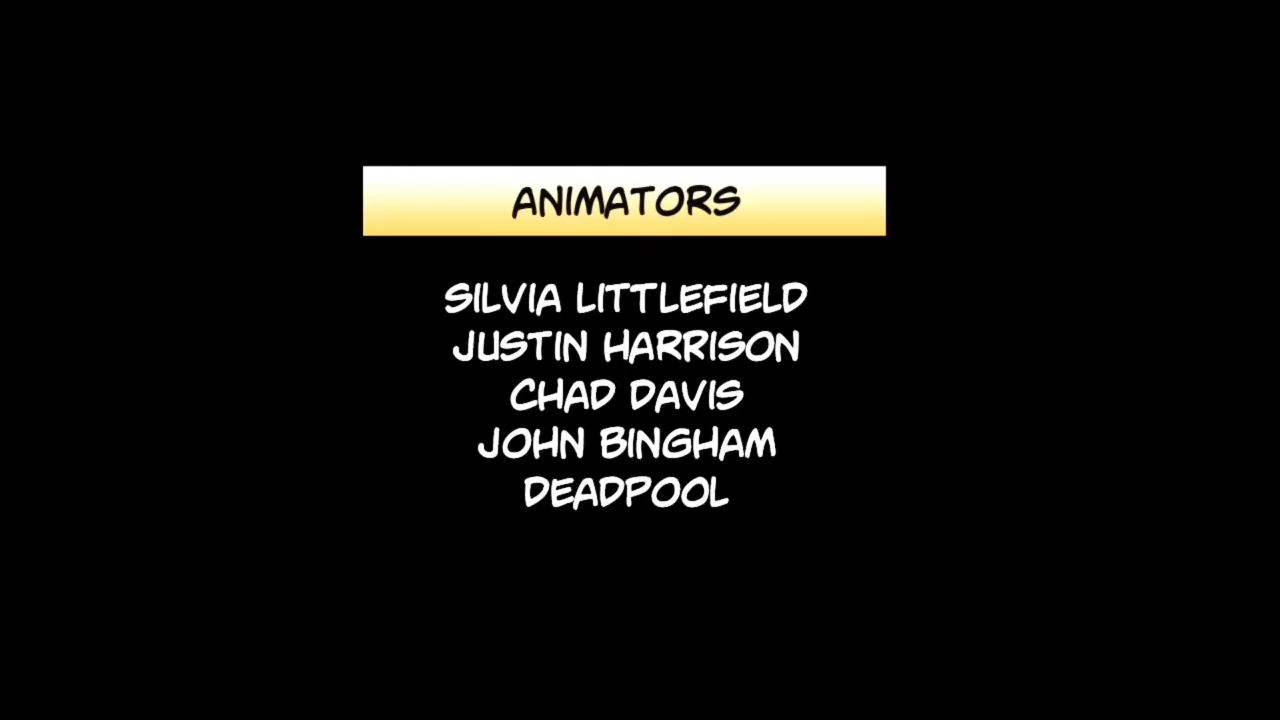 ANIMATORS
SILVIA LITTLEFIELD
JUSTIN HARRISON
CHAD DAVIS
JOHN BINGHAM
DEADPOOL